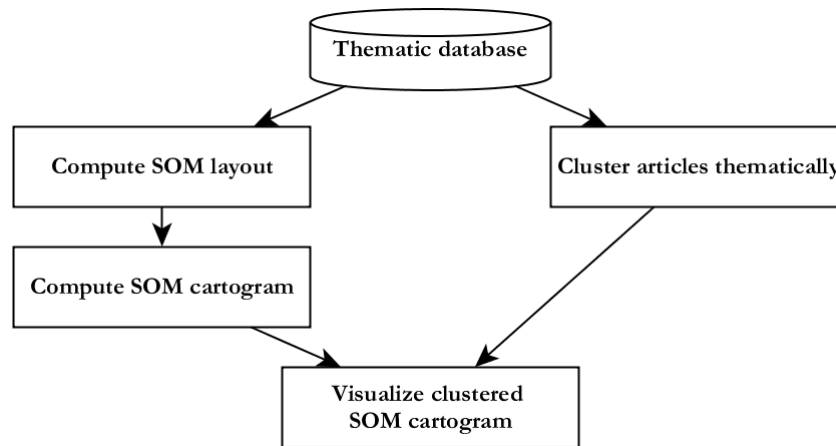 Thematic database
Compute SOM layout
Cluster articles thematically
Compute SOM cartogram
Visualize clustered
SOM cartogram